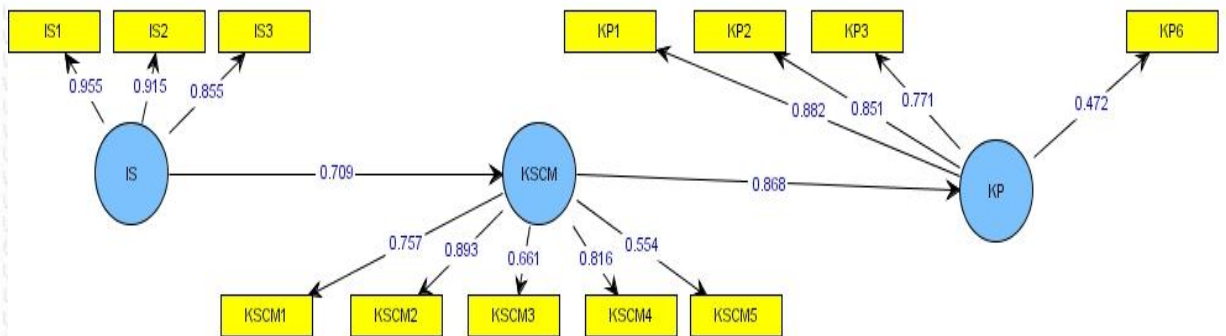 IS1 IS2 IS3 KP1 KP2 KP3 KP6
0.955 0.915 0.855 0.882 0.851 0.771 0.472
IS 0.709 KSCM 0.868 KP
0.757 0.893 0.661 0.816 0.554
KSCM1 KSCM2 KSCM3 KSCM4 KSCM5